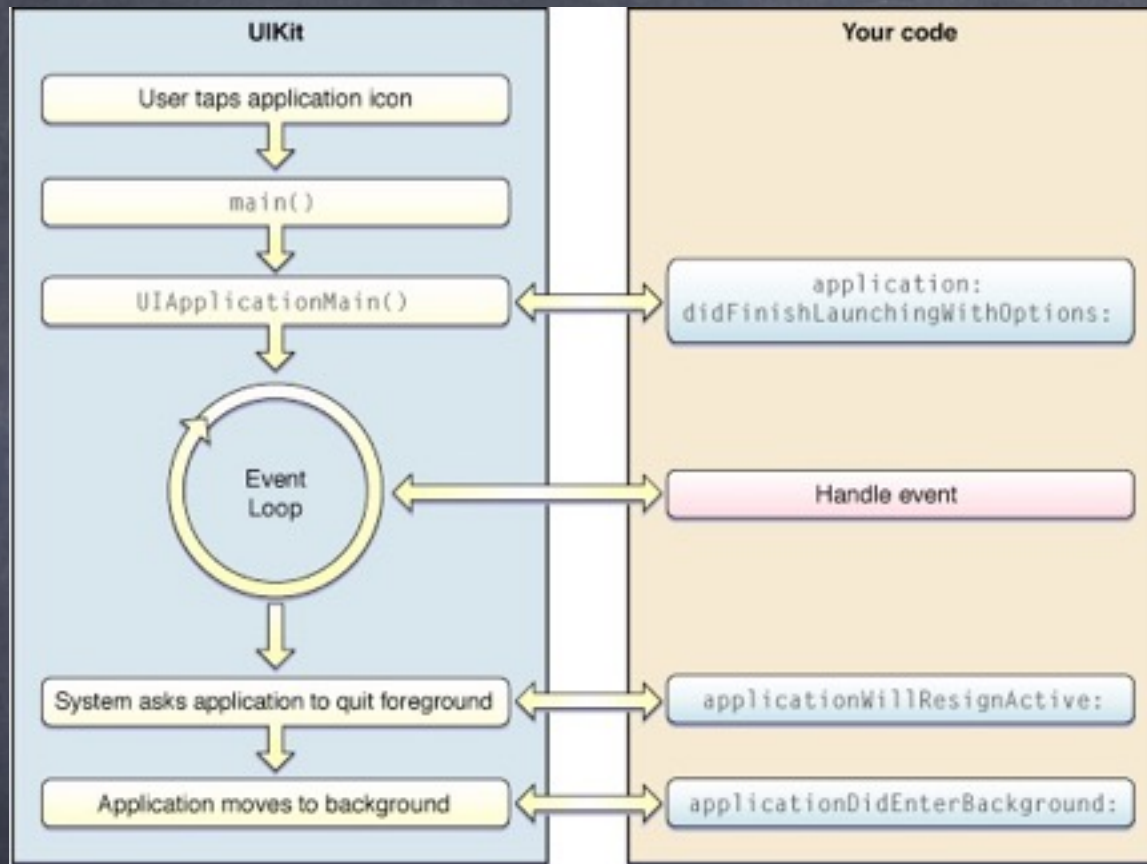 UIKit
Your code
User taps application icon
main()
UIApplicationMain()
application:
didFinishLaunchingWithOptions:
Event
Loop
Handle event
System asks application to quit foreground
applicationWillResignActive:
Application moves to background
applicationDidEnterBackground: